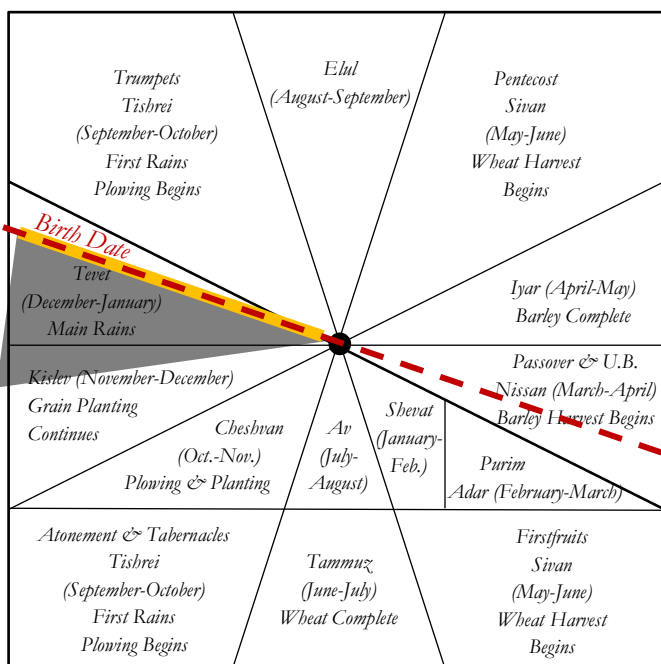 Trumpets
Tishrei
(September-October)
First Rains
Plowing Begins
Elul
(August-September)
Pentecost
Sivan
(May-June)
Wheat Harvest
Begins
Birth Date
Tevet
(December-January)
Main Rains
Iyar (April-May)
Barley Complete
Kislev (November-December)
Grain Planting
Continues
Passover & U.B.
Nissan (March-April)
Barley Harvest Begins
Cheshvan
(Oct.-Nov.)
Plowing & Planting
Av
(July-
August)
Shevat
(January-
Feb.)
Purim
Adar (February-March)
Atonement & Tabernacles
Tishrei
(September-October)
First Rains
Plowing Begins
Tammuz
(June-July)
Wheat Complete
Firstfruits
Sivan
(May-June)
Wheat Harvest
Begins